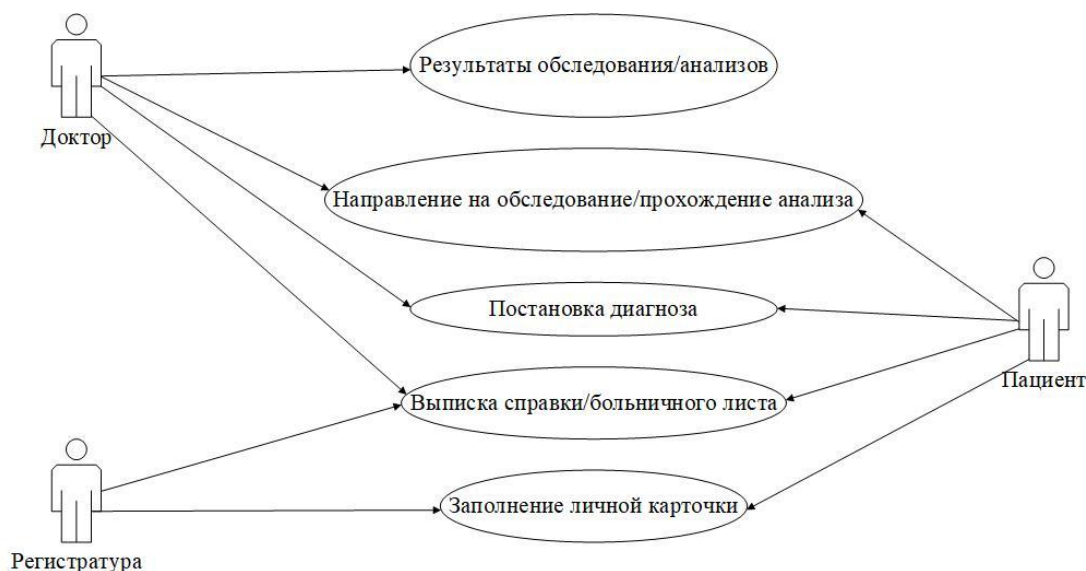 Результаты обследования/анализов
Доктор
Направление на обследование/прохождение анализа
Постановка диагноза
Пациент
Выписка справки/больничного листа
Заполнение личной карточки
Регистратура